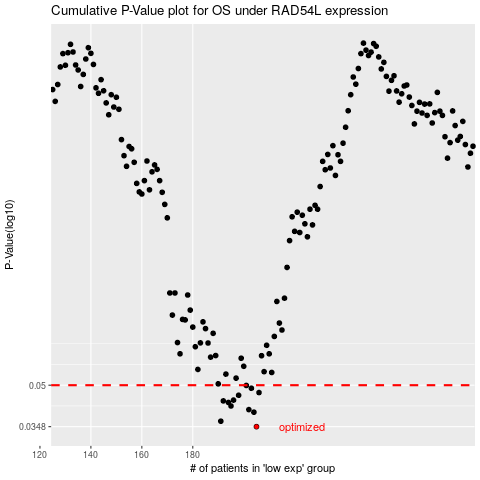 Cumulative P-Value plot for OS under RAD54L expression
P-Value(log10)
0.05
0.0348
optimized
120 140 160 180
# of patients in 'low exp' group